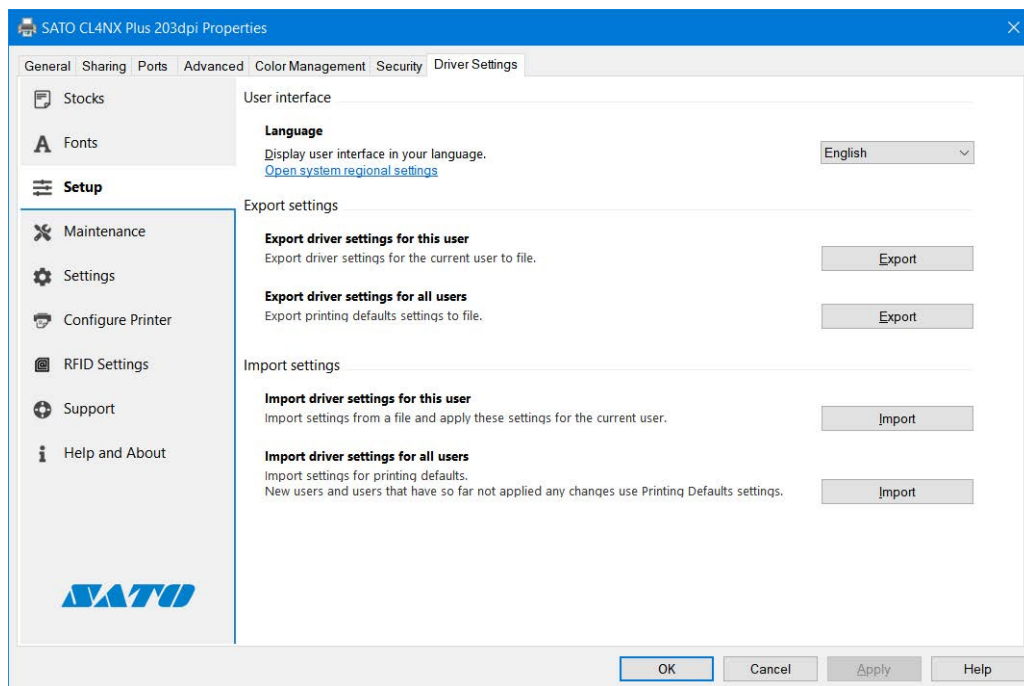 SATO CL4NX Plus 203dpi Properties
General Sharing Ports Advanced Color Management Security Driver Settings
Stocks
Fonts
Setup
Maintenance
Settings
Configure Printer
RFID Settings
Support
Help and About
SATO
User interface
Language
Display user interface in your language.
Open system regional settings
English
Export settings
Export driver settings for this user
Export driver settings for the current user to file.
Export
Export driver settings for all users
Export printing defaults settings to file.
Export
Import settings
Import driver settings for this user
Import settings from a file and apply these settings for the current user.
Import
Import driver settings for all users
Import settings for printing defaults.
New users and users that have so far not applied any changes use Printing Defaults settings.
Import
OK Cancel Apply Help